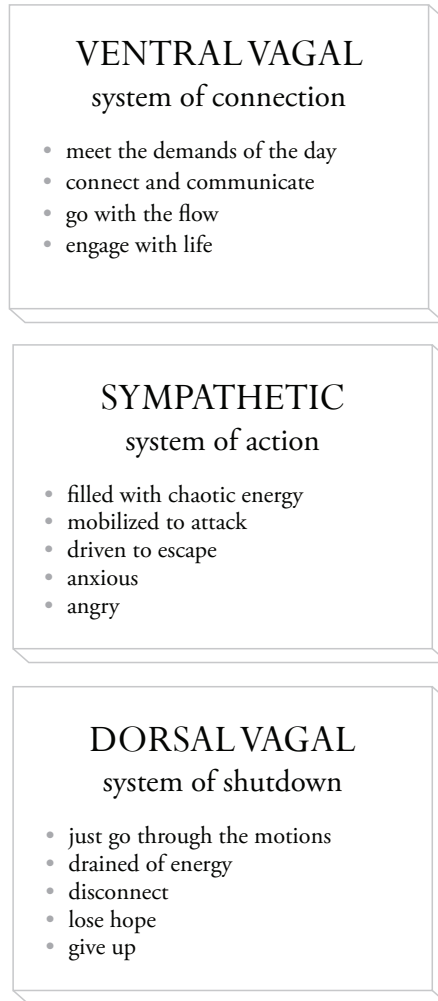 VENTRAL VAGAL
system of connection
• meet the demands of the day
• connect and communicate
• go with the flow
• engage with life
SYMPATHETIC
system of action
• filled with chaotic energy
• mobilized to attack
• driven to escape
• anxious
• angry
DORSAL VAGAL
system of shutdown
• just go through the motions
• drained of energy
• disconnect
• lose hope
• give up